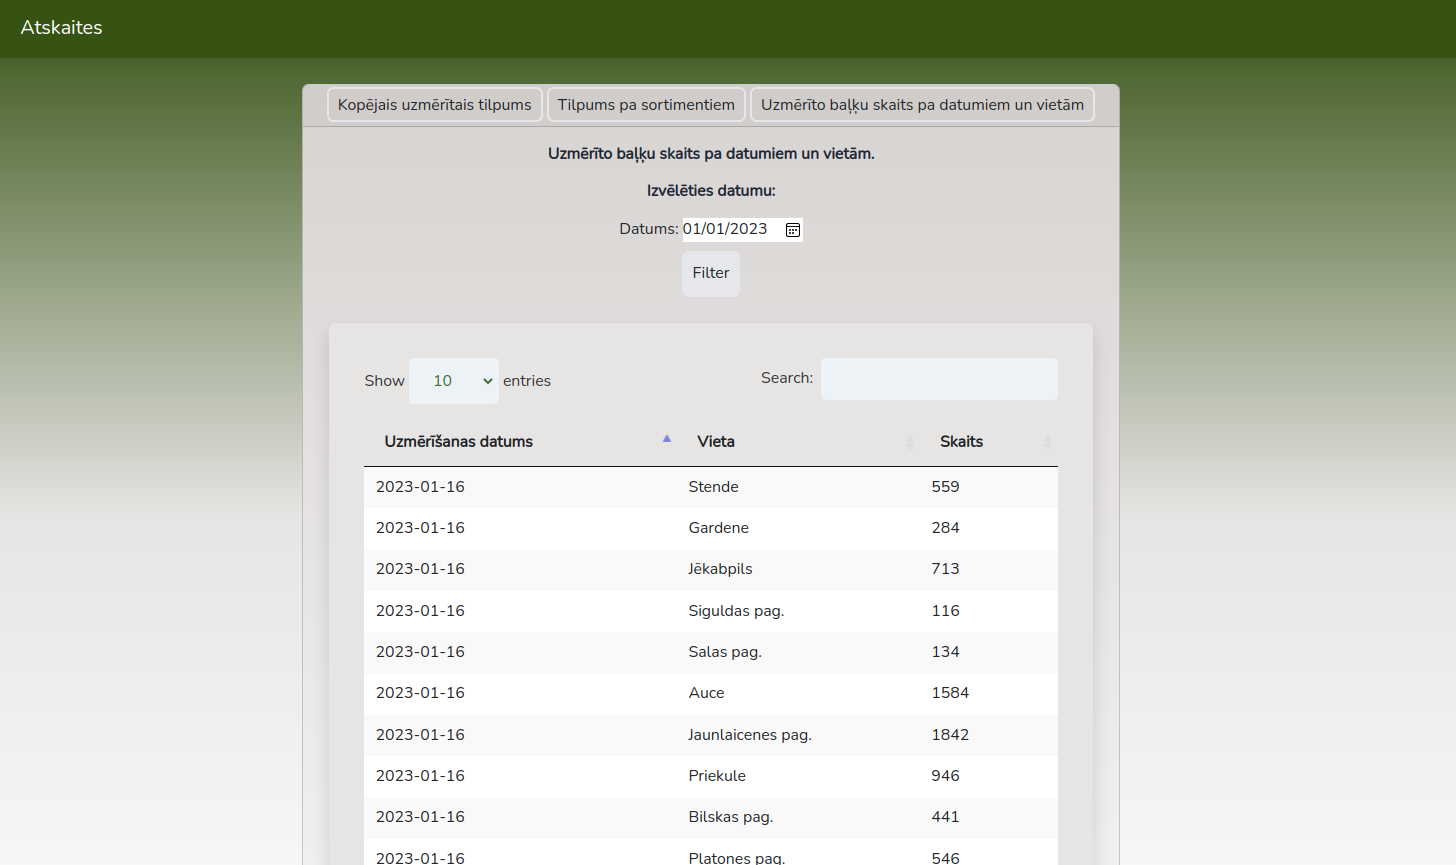 Atskaites
Kopējais uzmērītais tilpums Tilpums pa sortimentiem Uzmērīto baļķu skaits pa datumiem un vietām
Uzmērīto baļķu skaits pa datumiem un vietām.
Izvēlēties datumu:
Datums: 01/01/2023
Filter
Show 10 entries Search:
Uzmērīšanas datums Vieta Skaits
2023-01-16 Stende 559
2023-01-16 Gardene 284
2023-01-16 Jēkabpils 713
2023-01-16 Siguldas pag. 116
2023-01-16 Salas pag. 134
2023-01-16 Auce 1584
2023-01-16 Jaunlaicenes pag. 1842
2023-01-16 Priekule 946
2023-01-16 Bilskas pag. 441
2023-01-16 Platones pag. 546